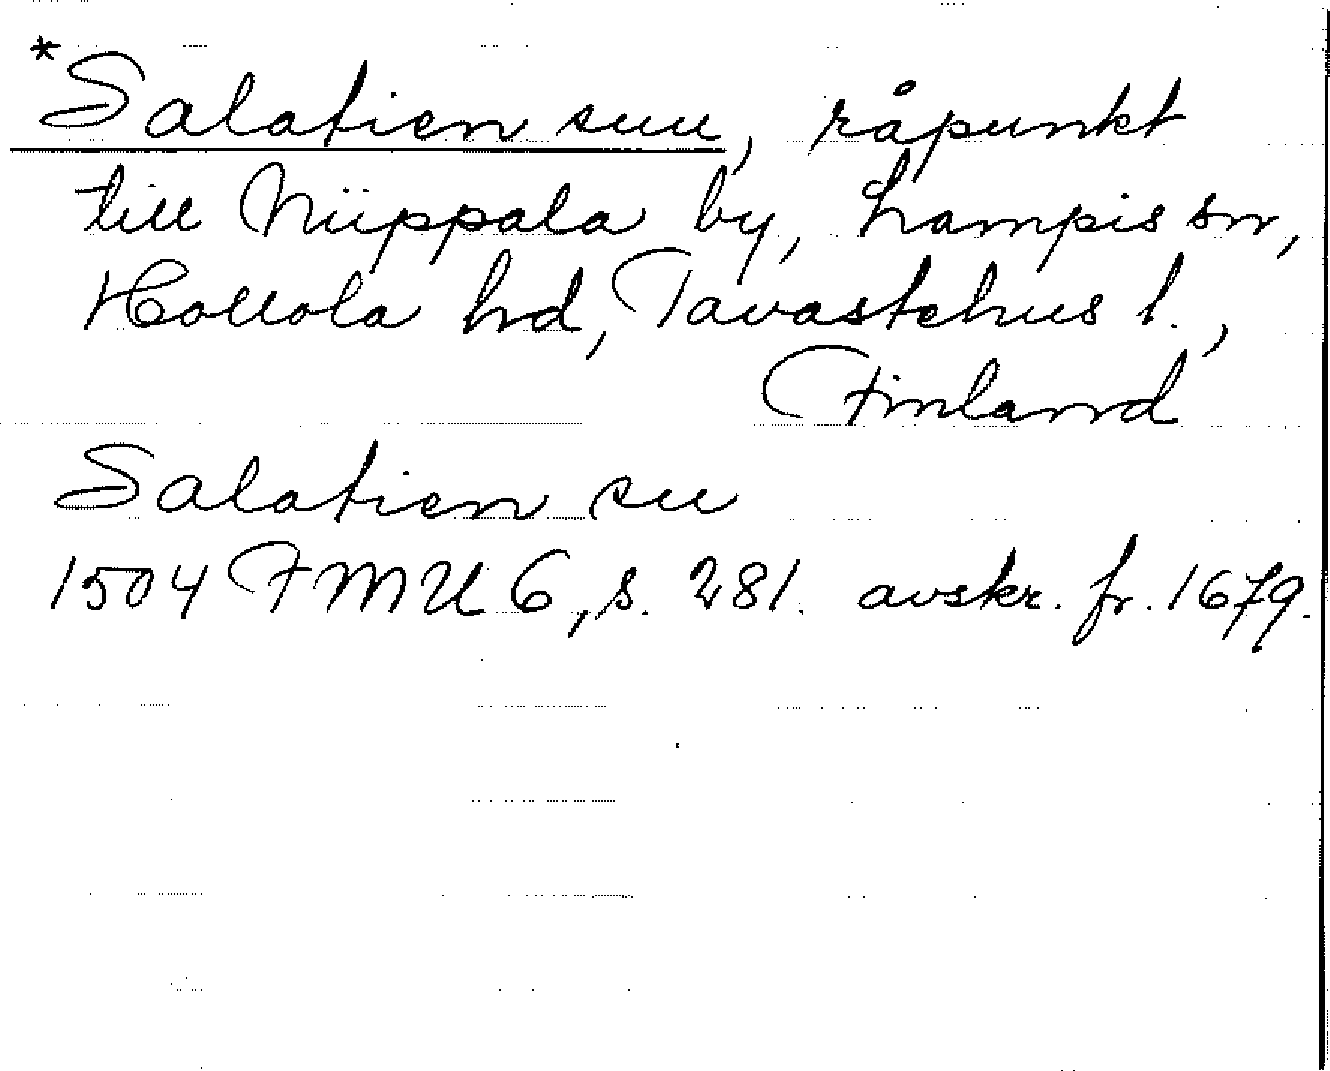 *Salatien suu, råpunkt
till Niippala by, Lampis sn,
Hollola hd, Tavastehus l.,
Finland
Salatien su
1504 FMU 6, s. 281. avskr. fr. 1679.